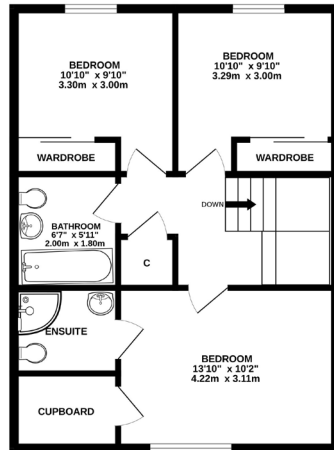 BEDROOM
10'10" x 9'10"
3.30m x 3.00m
BEDROOM
10'10" x 9'10"
3.29m x 3.00m
WARDROBE
WARDROBE
DOWN
BATHROOM
6'7" x 5'11"
2.00m x 1.80m
C
ENSUITE
BEDROOM
13'10" x 10'2"
4.22m x 3.11m
CUPBOARD